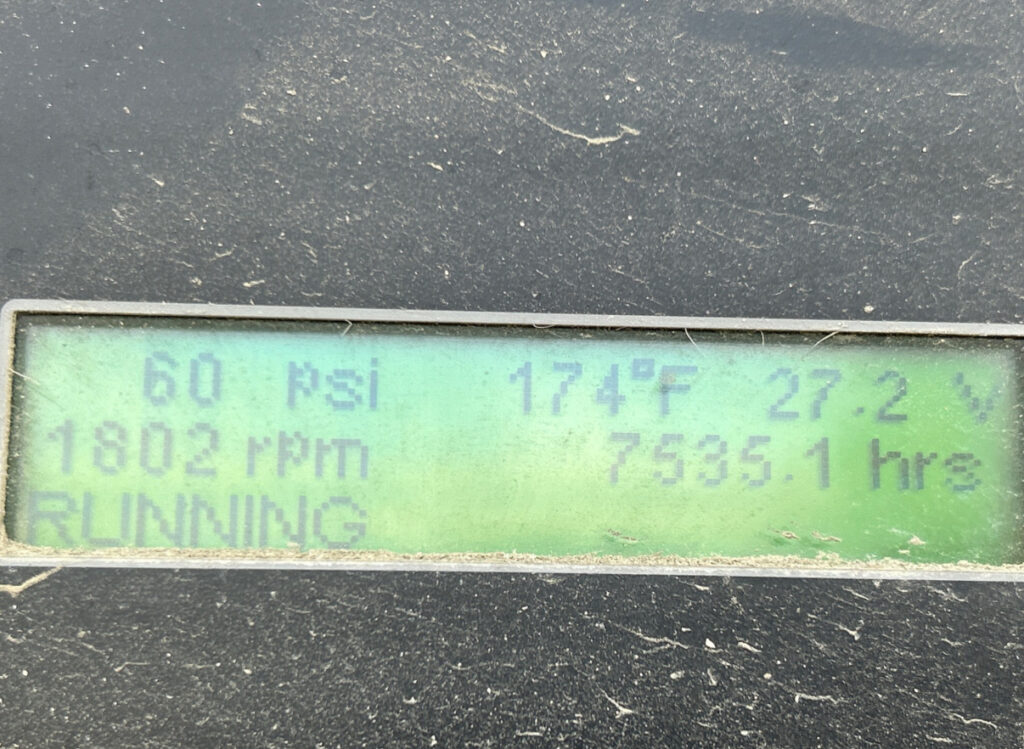 60 psi 174°F 27.2 V
1802 rpm 7535.1 hrs
RUNNING